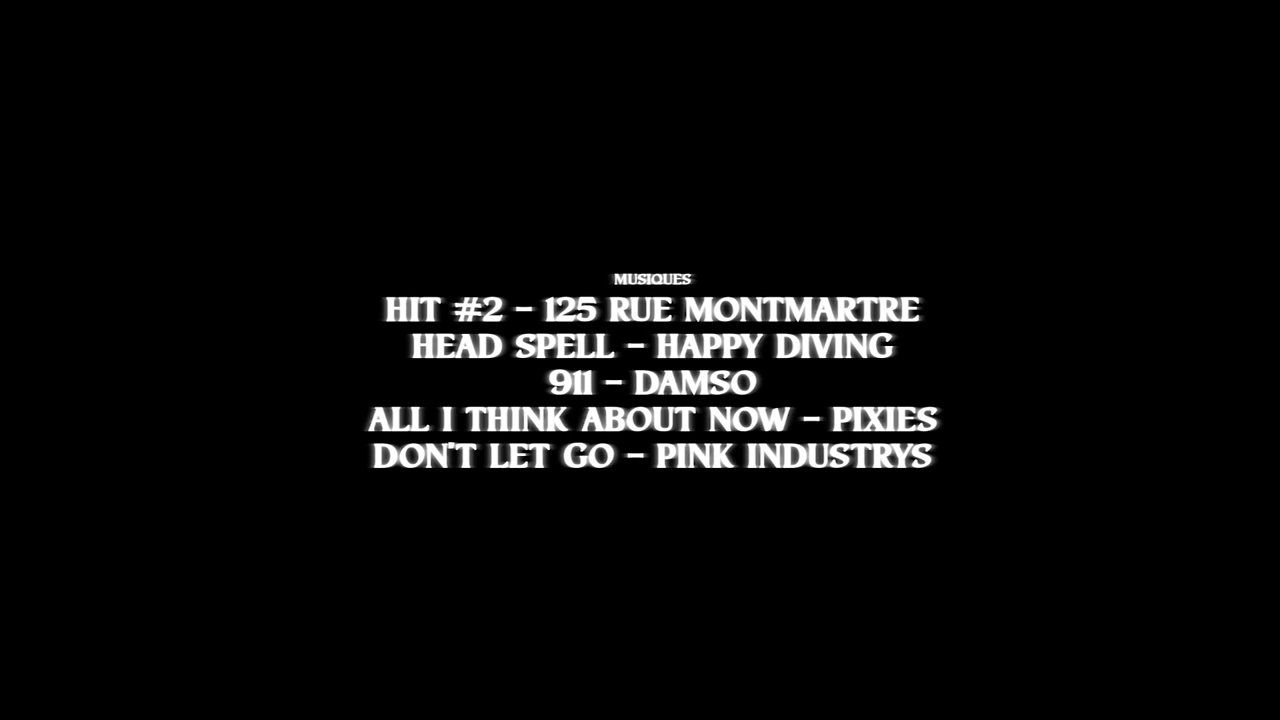 MUSIQUES
HIT #2 - 125 RUE MONTMARTRE
HEAD SPELL - HAPPY DIVING
911 - DAMSO
ALL I THINK ABOUT NOW - PIXIES
DON'T LET GO - PINK INDUSTRYS